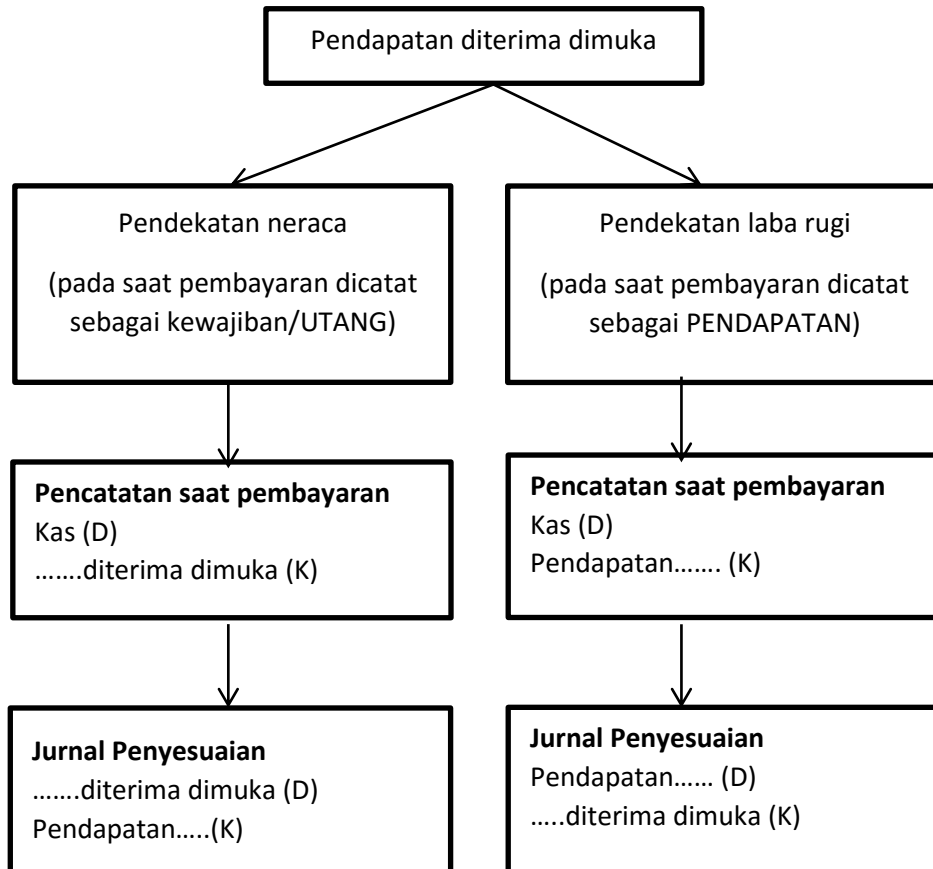 Pendapatan diterima dimuka
Pendekatan neraca
(pada saat pembayaran dicatat
sebagai kewajiban/UTANG)
Pendekatan laba rugi
(pada saat pembayaran dicatat
sebagai PENDAPATAN)
Pencatatan saat pembayaran
Kas (D)
…….diterima dimuka (K)
Pencatatan saat pembayaran
Kas (D)
Pendapatan……. (K)
Jurnal Penyesuaian
…….diterima dimuka (D)
Pendapatan…..(K)
Jurnal Penyesuaian
Pendapatan…… (D)
…..diterima dimuka (K)